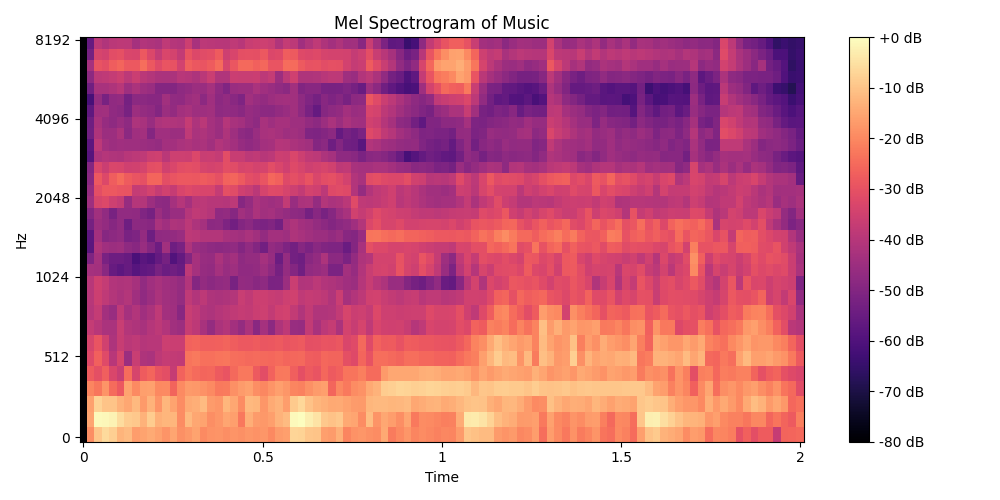 Mel Spectrogram of Music
8192
4096
2048
1024
512
0
Hz
0
0.5
1
1.5
2
Time
+0 dB
-10 dB
-20 dB
-30 dB
-40 dB
-50 dB
-60 dB
-70 dB
-80 dB